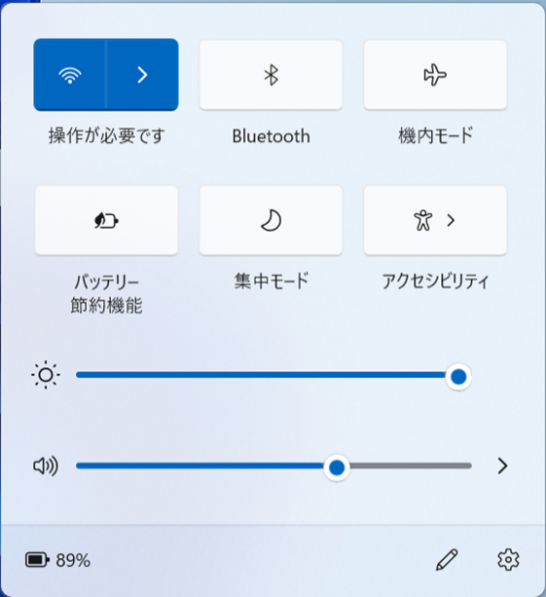 操作が必要です
Bluetooth
機内モード
バッテリー
節約機能
集中モード
アクセシビリティ
89%